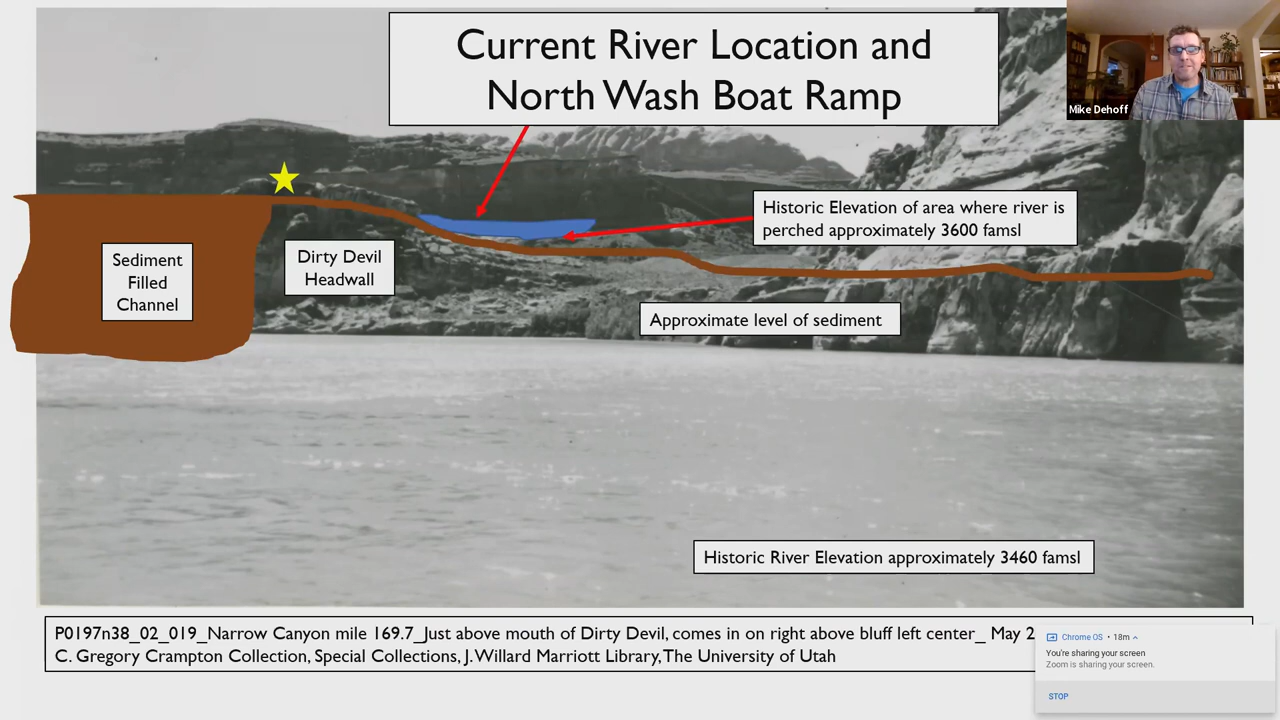 Current River Location and
North Wash Boat Ramp
Mike Dehoff
Historic Elevation of area where river is
perched approximately 3600 famsl
Sediment
Filled
Channel
Dirty Devil
Headwall
Approximate level of sediment
Historic River Elevation approximately 3460 famsl
P0197n38_02_019_Narrow Canyon mile 169.7_Just above mouth of Dirty Devil, comes in on right above bluff left center_ May 2
C. Gregory Crampton Collection, Special Collections, J. Willard Marriott Library, The University of Utah
Chrome OS • 18m
You're sharing your screen
Zoom is sharing your screen.
STOP